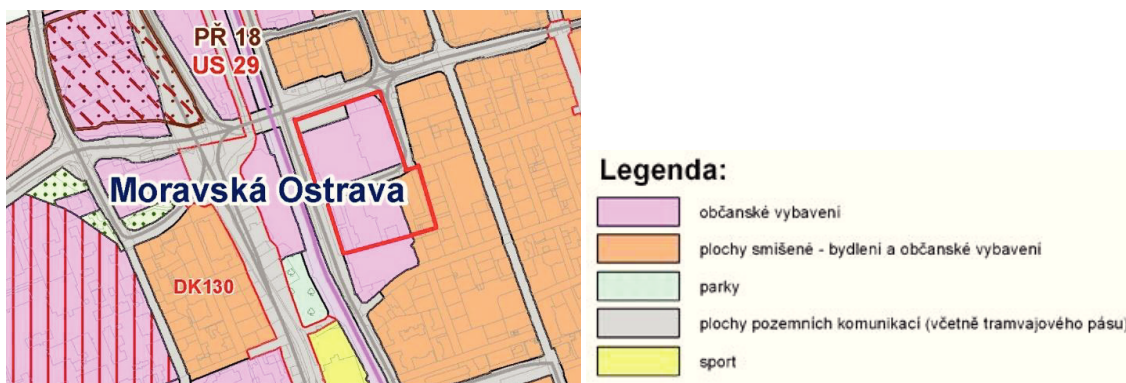 PŘ 18
US 29
Moravská Ostrava
DK130
Legenda:
občanské vybavení
plochy smíšené - bydlení a občanské vybavení
parky
plochy pozemních komunikací (včetně tramvajového pásu)
sport